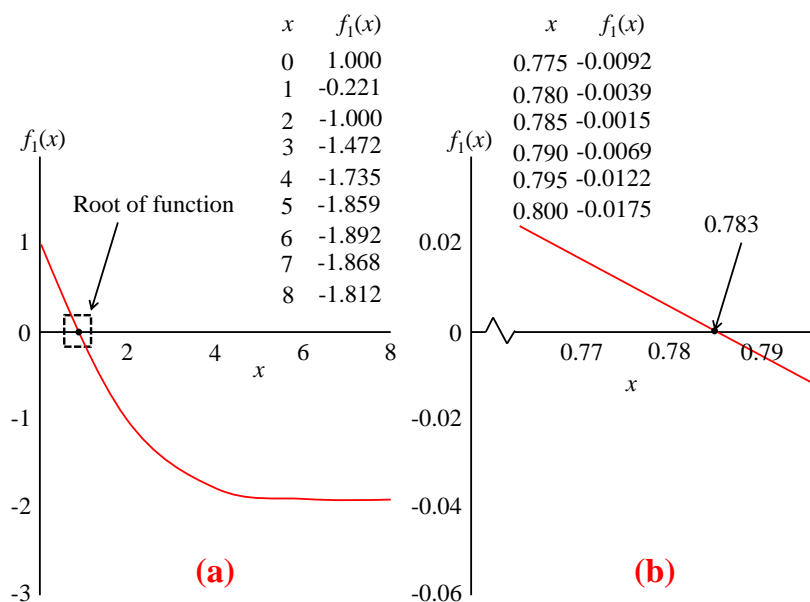 x f₁(x)
0 1.000
1 -0.221
2 -1.000
3 -1.472
4 -1.735
5 -1.859
6 -1.892
7 -1.868
8 -1.812
f₁(x)
Root of function
1
0
-1
-2
-3
2 4 6 8
x
(a)
x f₁(x)
0.775 -0.0092
0.780 -0.0039
0.785 -0.0015
0.790 -0.0069
0.795 -0.0122
0.800 -0.0175
f₁(x)
0.783
0.02
0
-0.02
-0.04
-0.06
0.77 0.78 0.79
x
(b)